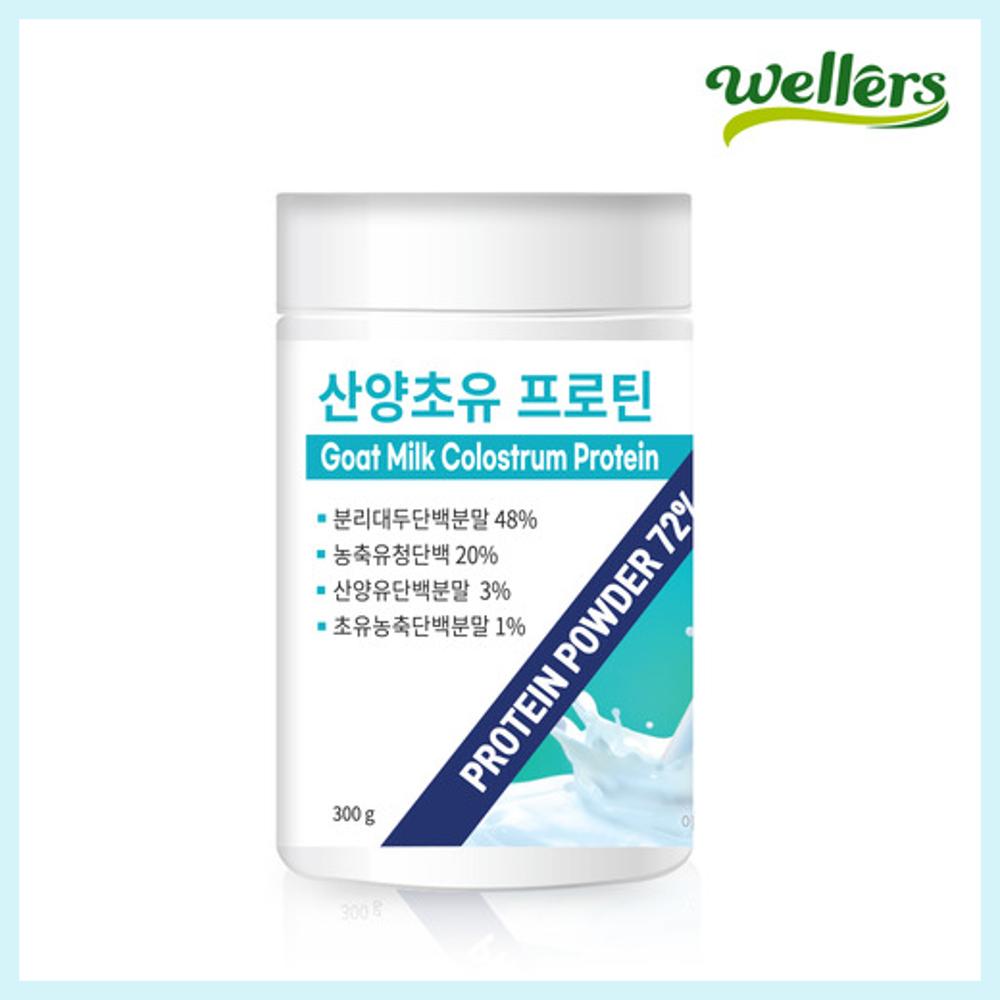 wellers
산양초유 프로틴
Goat Milk Colostrum Protein
▪ 분리대두단백분말 48%
▪ 농축유청단백 20%
▪ 산양유단백분말 3%
▪ 초유농축단백분말 1%
PROTEIN POWDER 72%
300 g